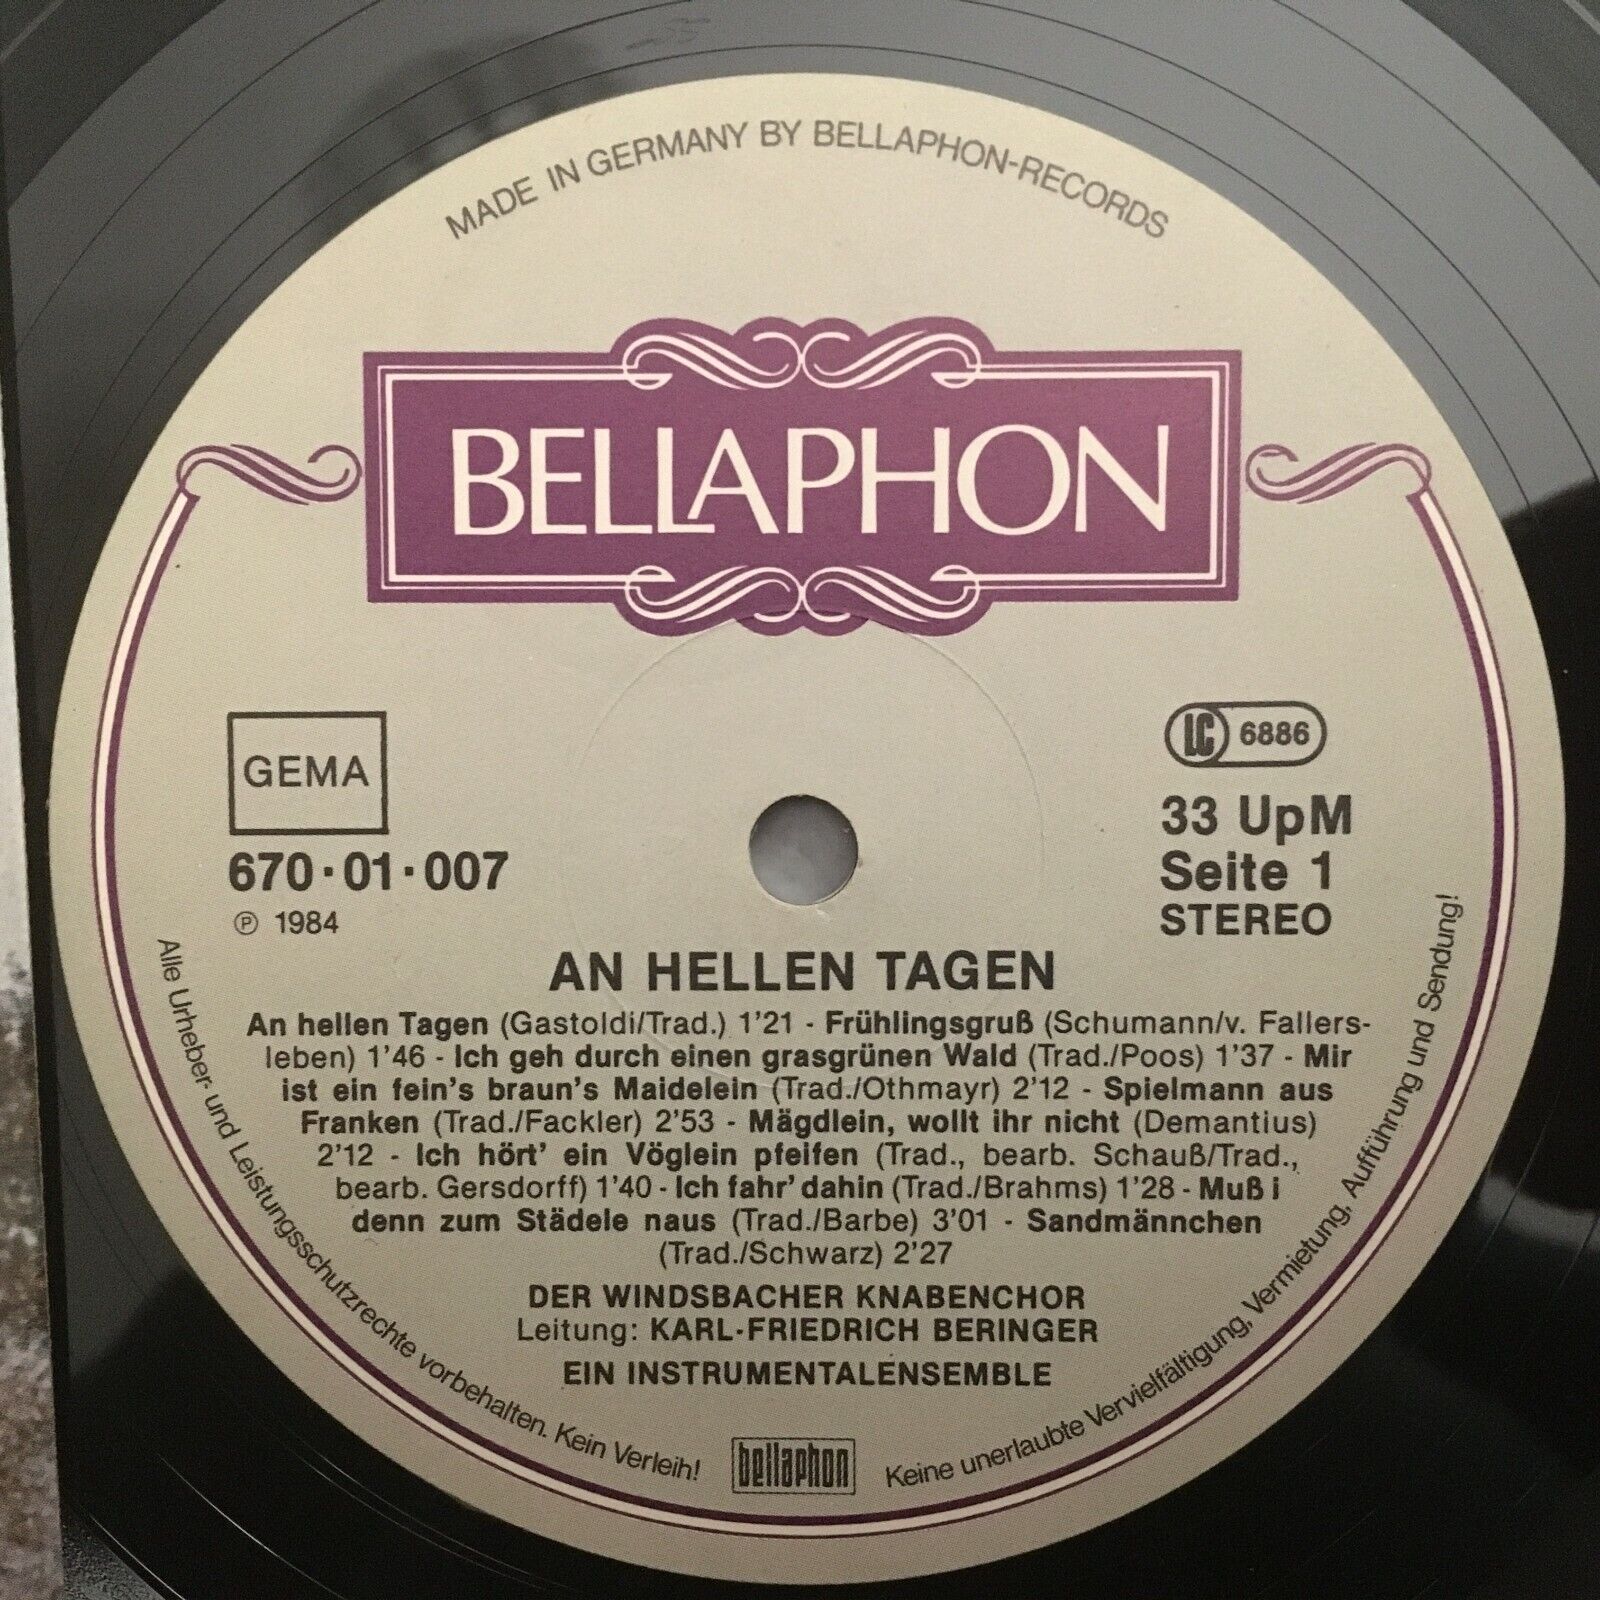 MADE IN GERMANY BY BELLAPHON-RECORDS
BELLAPHON
GEMA
LC 6886
670·01·007
℗ 1984
33 UpM
Seite 1
STEREO
AN HELLEN TAGEN
An hellen Tagen (Gastoldi/Trad.) 1'21 - Frühlingsgruß (Schumann/v. Fallers-
leben) 1'46 - Ich geh durch einen grasgrünen Wald (Trad./Poos) 1'37 - Mir
ist ein fein's braun's Maidelein (Trad./Othmayr) 2'12 - Spielmann aus
Franken (Trad./Fackler) 2'53 - Mägdlein, wollt ihr nicht (Demantius)
2'12 - Ich hört' ein Vöglein pfeifen (Trad., bearb. Schauß/Trad.,
bearb. Gersdorff) 1'40 - Ich fahr' dahin (Trad./Brahms) 1'28 - Muß i
denn zum Städele naus (Trad./Barbe) 3'01 - Sandmännchen
(Trad./Schwarz) 2'27
DER WINDSBACHER KNABENCHOR
Leitung: KARL-FRIEDRICH BERINGER
EIN INSTRUMENTALENSEMBLE
Alle Urheber- und Leistungsschutzrechte vorbehalten. Kein Verleih!
bellaphon
Keine unerlaubte Vervielfältigung, Vermietung, Aufführung und Sendung!